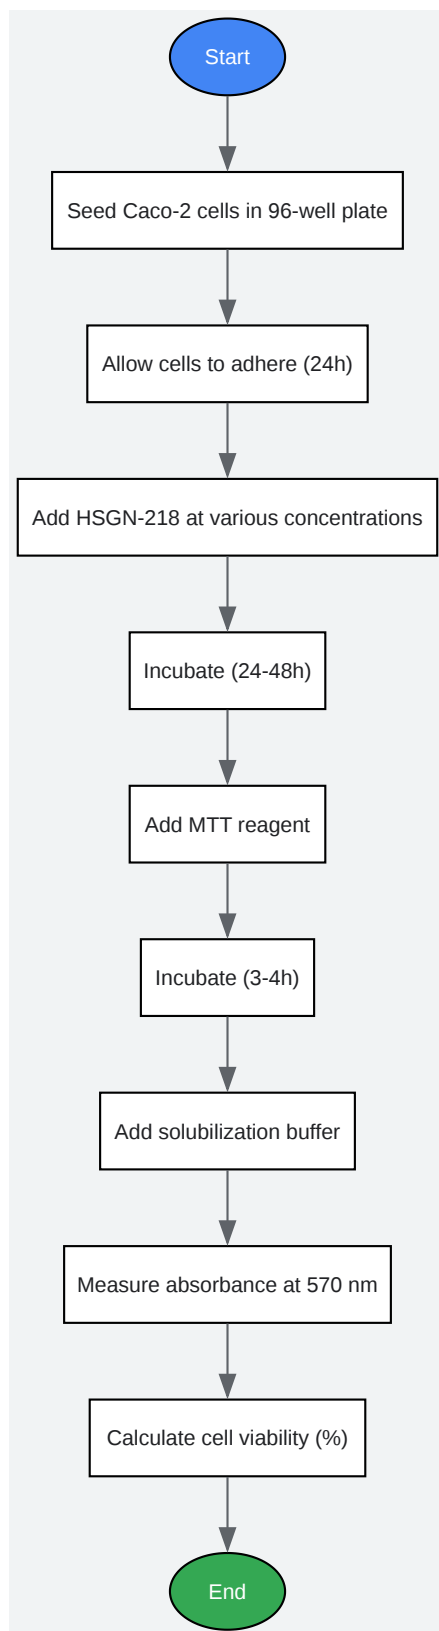 Start
Seed Caco-2 cells in 96-well plate
Allow cells to adhere (24h)
Add HSGN-218 at various concentrations
Incubate (24-48h)
Add MTT reagent
Incubate (3-4h)
Add solubilization buffer
Measure absorbance at 570 nm
Calculate cell viability (%)
End